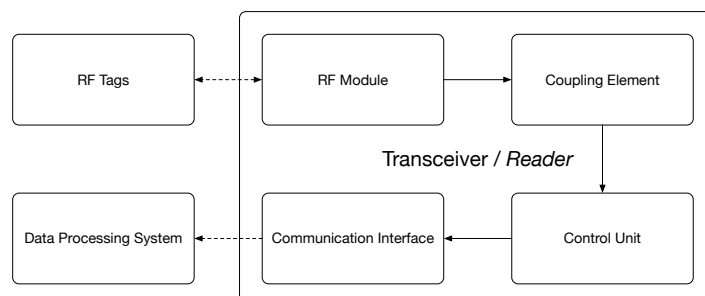 RF Tags
RF Module
Coupling Element
Transceiver / Reader
Data Processing System
Communication Interface
Control Unit